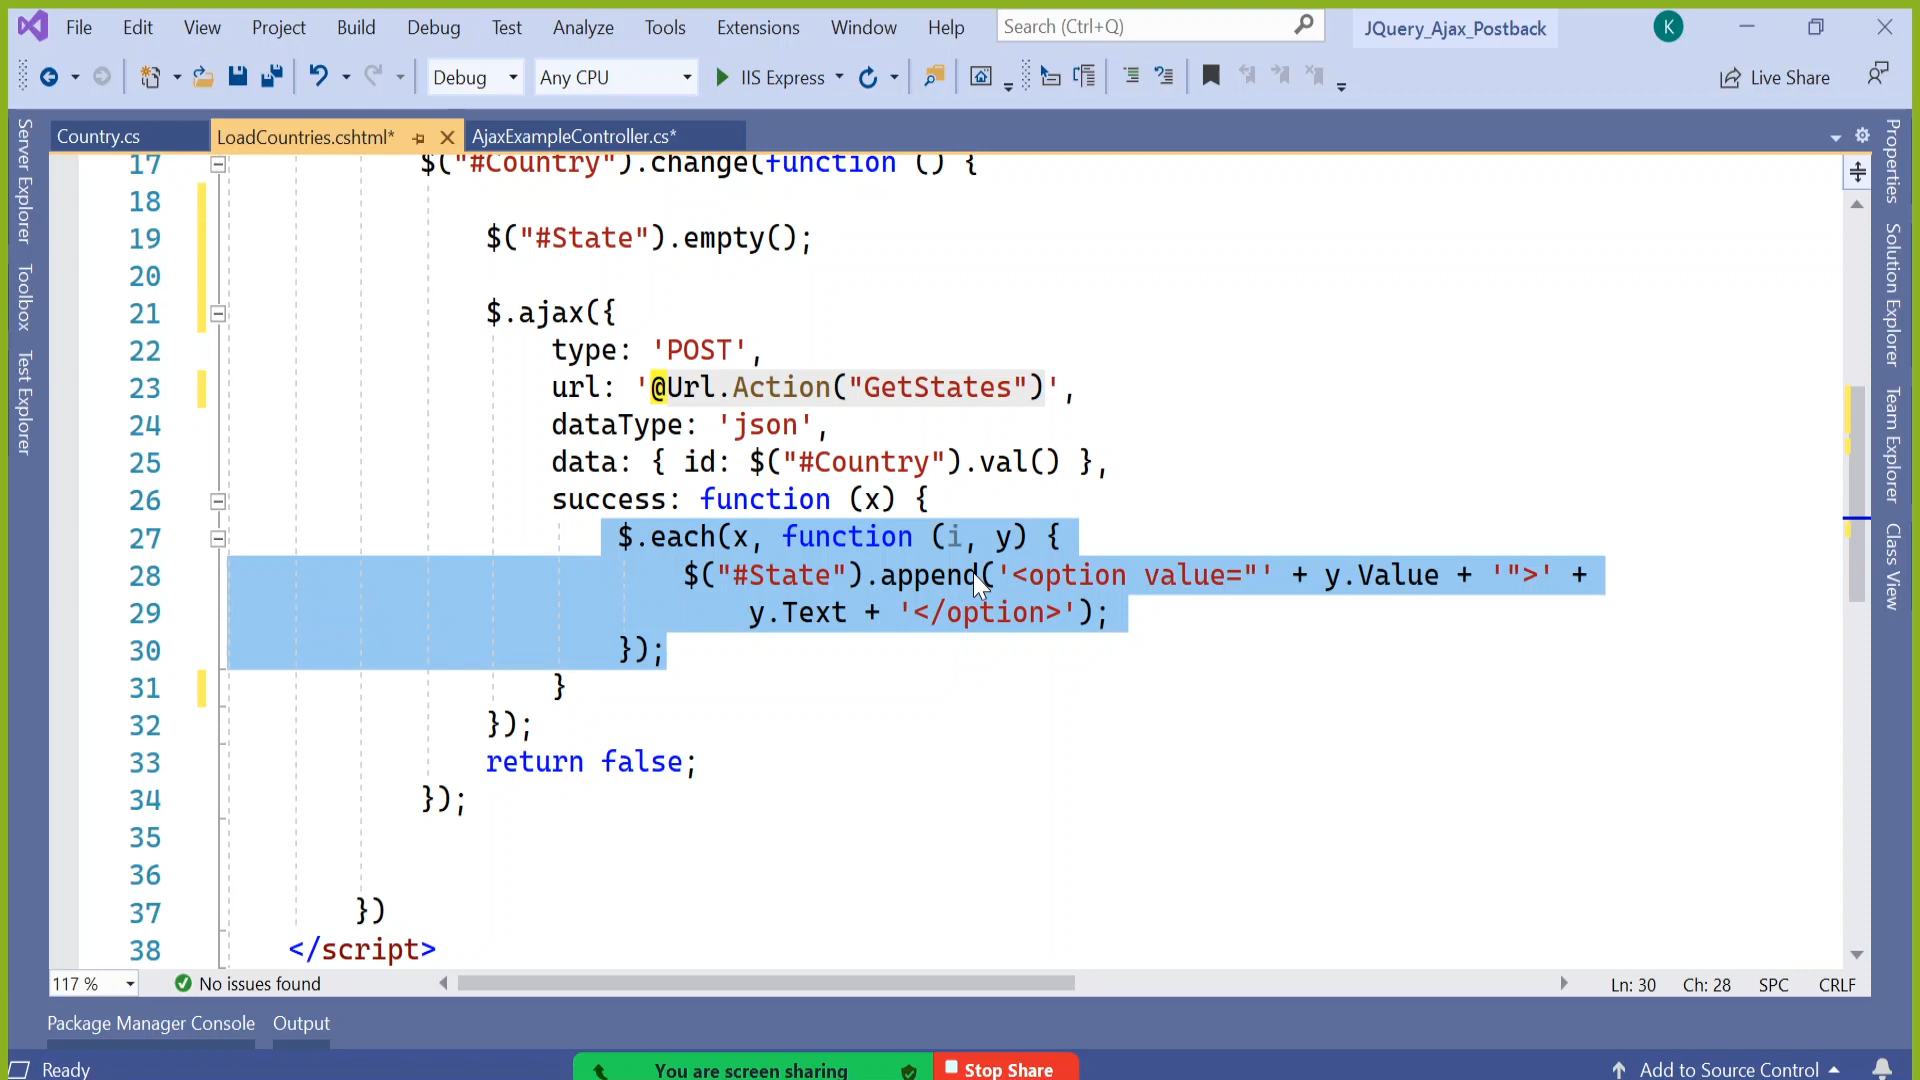 File Edit View Project Build Debug Test Analyze Tools Extensions Window Help Search (Ctrl+Q) JQuery_Ajax_Postback K
Debug Any CPU IIS Express Live Share
Country.cs LoadCountries.cshtml* AjaxExampleController.cs*
Server Explorer
Toolbox
Test Explorer
17 $("#Country").change(function () {
18
19 $("#State").empty();
20
21 $.ajax({
22 type: 'POST',
23 url: '@Url.Action("GetStates")',
24 dataType: 'json',
25 data: { id: $("#Country").val() },
26 success: function (x) {
27 $.each(x, function (i, y) {
28 $("#State").append('<option value="' + y.Value + '">' +
29 y.Text + '</option>');
30 });
31 }
32 });
33 return false;
34 });
35
36
37 })
38 </script>
Properties
Solution Explorer
Team Explorer
Class View
117 % No issues found Ln: 30 Ch: 28 SPC CRLF
Package Manager Console Output
Ready You are screen sharing Stop Share Add to Source Control